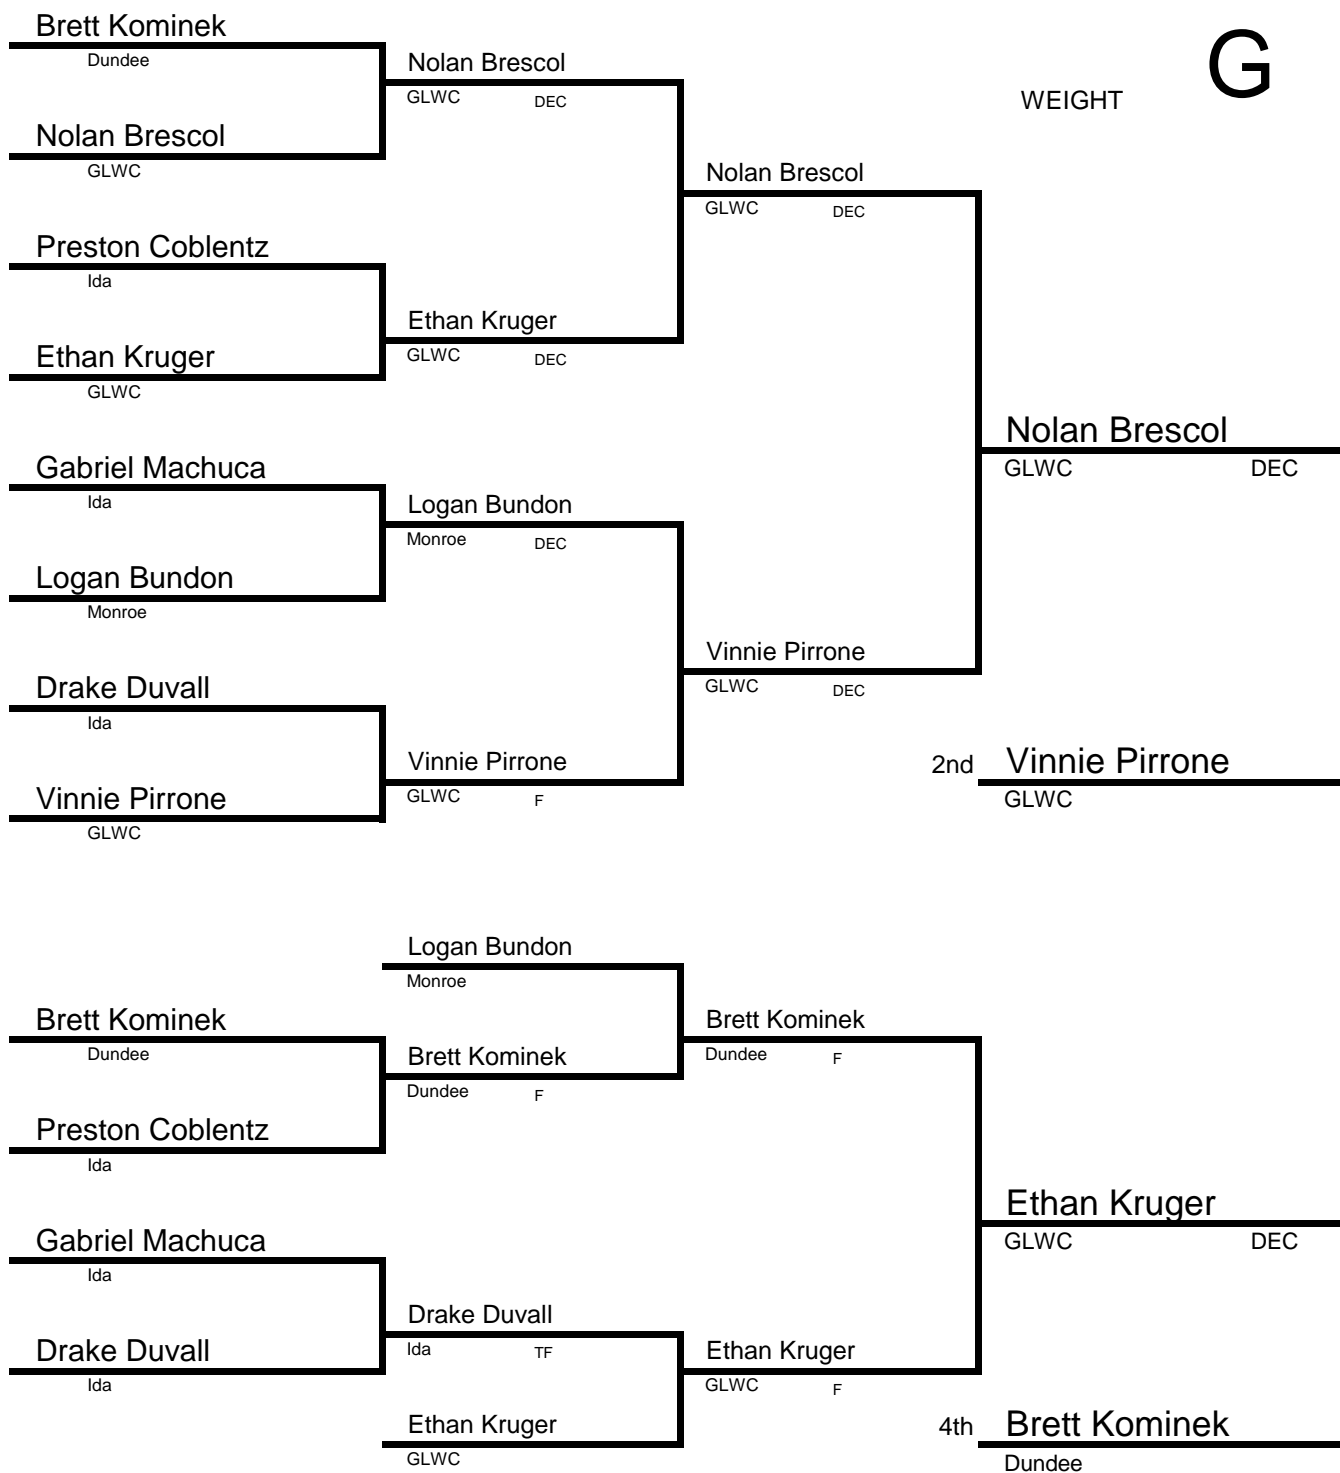 Brett Kominek
Dundee
Nolan Brescol
GLWC DEC
G
WEIGHT
Nolan Brescol
GLWC
Nolan Brescol
GLWC DEC
Preston Coblentz
Ida
Ethan Kruger
GLWC DEC
Ethan Kruger
GLWC
Nolan Brescol
GLWC DEC
Gabriel Machuca
Ida
Logan Bundon
Monroe DEC
Logan Bundon
Monroe
Vinnie Pirrone
GLWC DEC
Drake Duvall
Ida
Vinnie Pirrone
GLWC F
2nd Vinnie Pirrone
GLWC
Vinnie Pirrone
GLWC
Logan Bundon
Monroe
Brett Kominek
Dundee
Brett Kominek
Dundee F
Brett Kominek
Dundee F
Preston Coblentz
Ida
Ethan Kruger
GLWC DEC
Gabriel Machuca
Ida
Drake Duvall
Ida TF
Drake Duvall
Ida
Ethan Kruger
GLWC F
Ethan Kruger
GLWC
4th Brett Kominek
Dundee